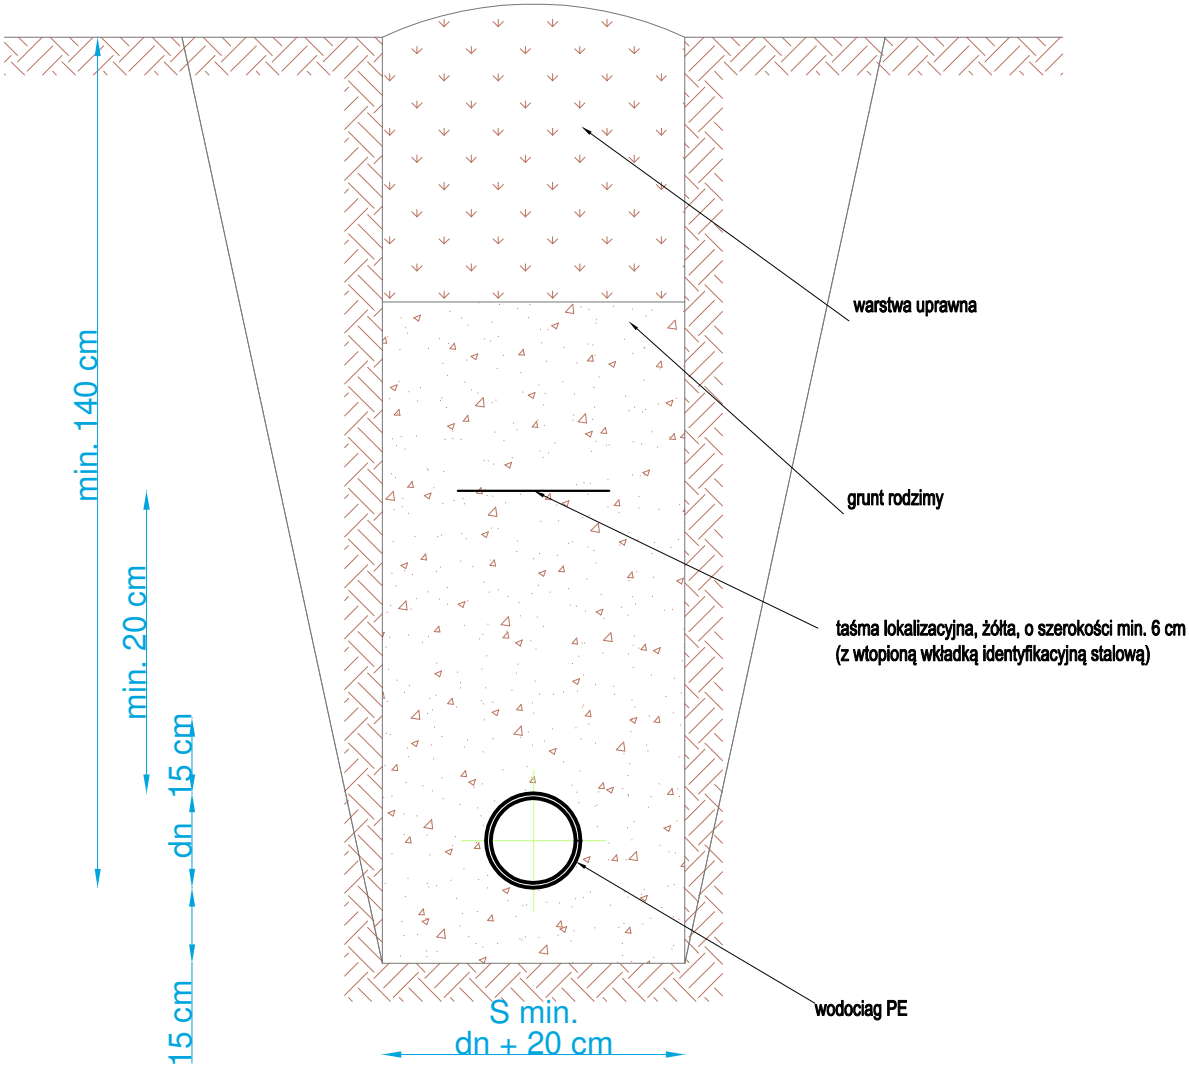 warstwa uprawna
min. 140 cm
grunt rodzimy
min. 20 cm
taśma lokalizacyjna, żółta, o szerokości min. 6 cm
(z wtopioną wkładką identyfikacyjną stalową)
15 cm
dn
15 cm
wodociag PE
S min.
dn + 20 cm